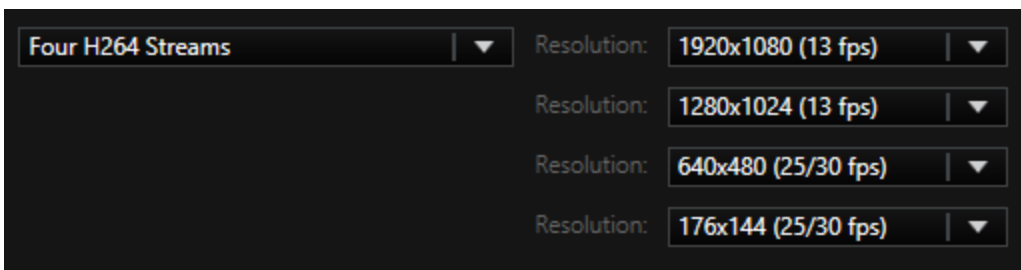 Four H264 Streams Resolution: 1920x1080 (13 fps)
Resolution: 1280x1024 (13 fps)
Resolution: 640x480 (25/30 fps)
Resolution: 176x144 (25/30 fps)